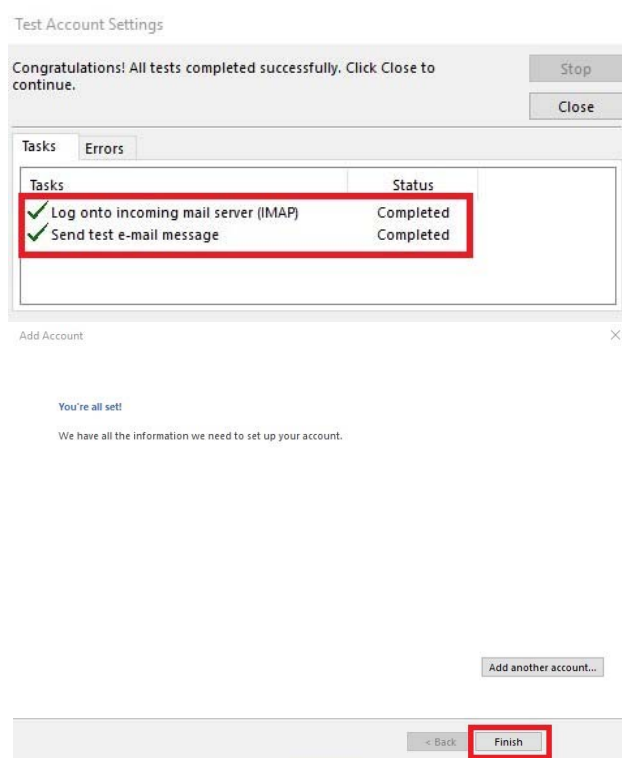 Test Account Settings
Congratulations! All tests completed successfully. Click Close to
continue.
Stop
Close
Tasks Errors
Tasks Status
Log onto incoming mail server (IMAP) Completed
Send test e-mail message Completed
Add Account
You're all set!
We have all the information we need to set up your account.
Add another account...
< Back Finish